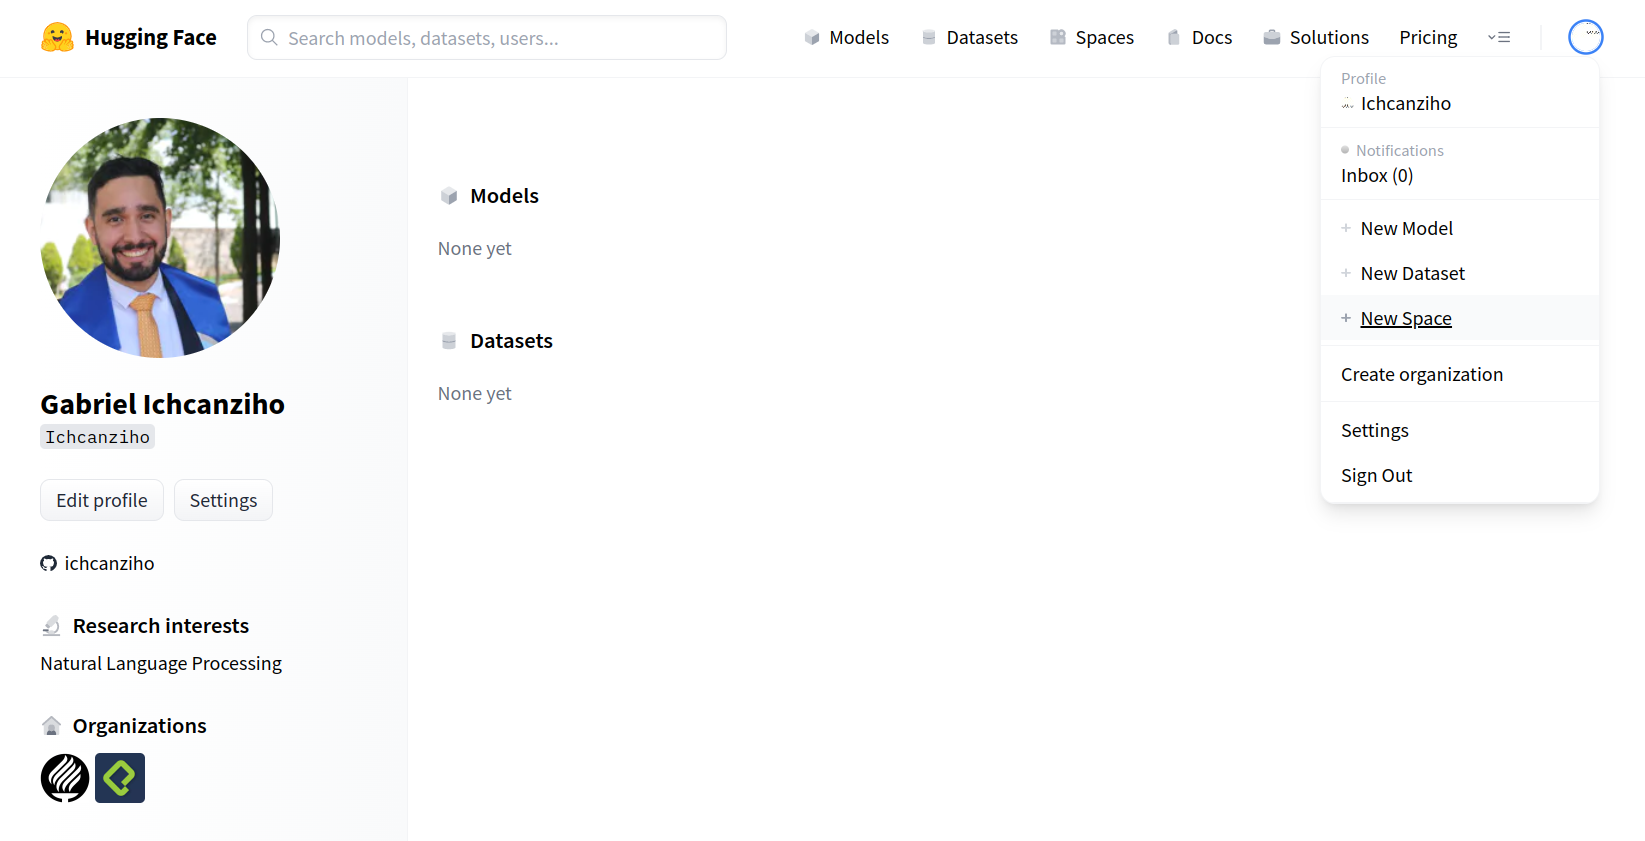 Hugging Face
Search models, datasets, users...
Models
Datasets
Spaces
Docs
Solutions
Pricing
Profile
Ichcanziho
Notifications
Inbox (0)
+ New Model
+ New Dataset
+ New Space
Create organization
Settings
Sign Out
Gabriel Ichcanziho
Ichcanziho
Edit profile
Settings
ichcanziho
Research interests
Natural Language Processing
Organizations
Models
None yet
Datasets
None yet